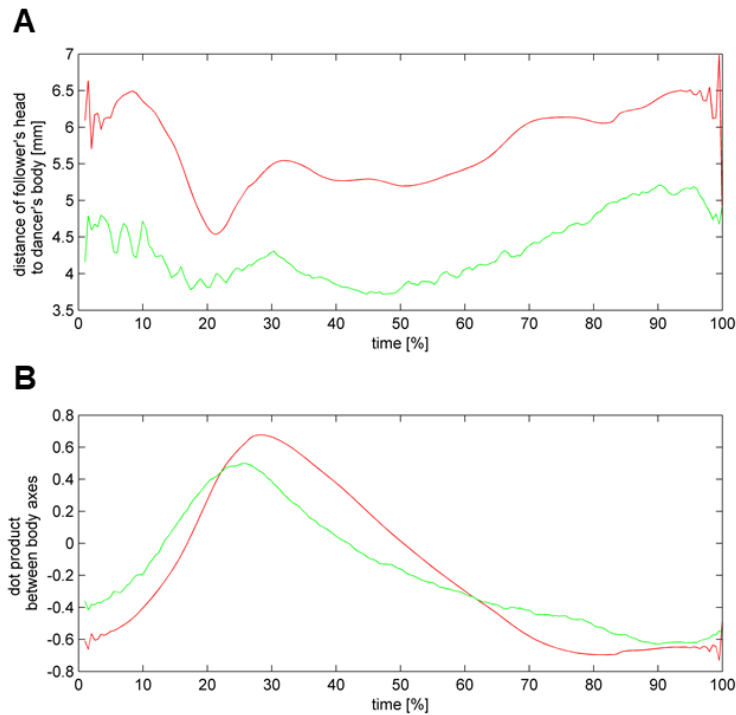 A
7
6.5
6
5.5
5
4.5
4
3.5
distance of follower's head
to dancer's body [mm]
0 10 20 30 40 50 60 70 80 90 100
time [%]
B
0.8
0.6
0.4
0.2
0
-0.2
-0.4
-0.6
-0.8
dot product
between body axes
0 10 20 30 40 50 60 70 80 90 100
time [%]